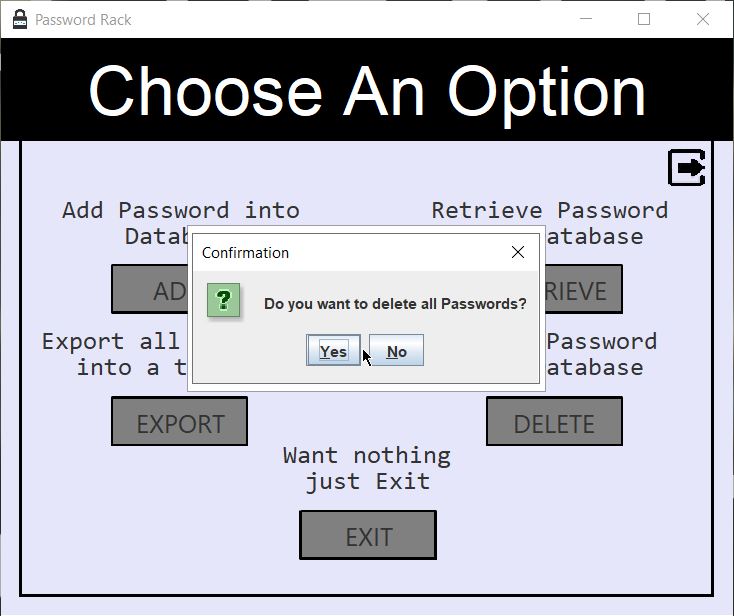 Password Rack
Choose An Option
Add Password into
Retrieve Password
Datab
atabase
Confirmation
Do you want to delete all Passwords?
Yes
No
AD
RIEVE
Export all
Password
into a t
atabase
EXPORT
DELETE
Want nothing
just Exit
EXIT